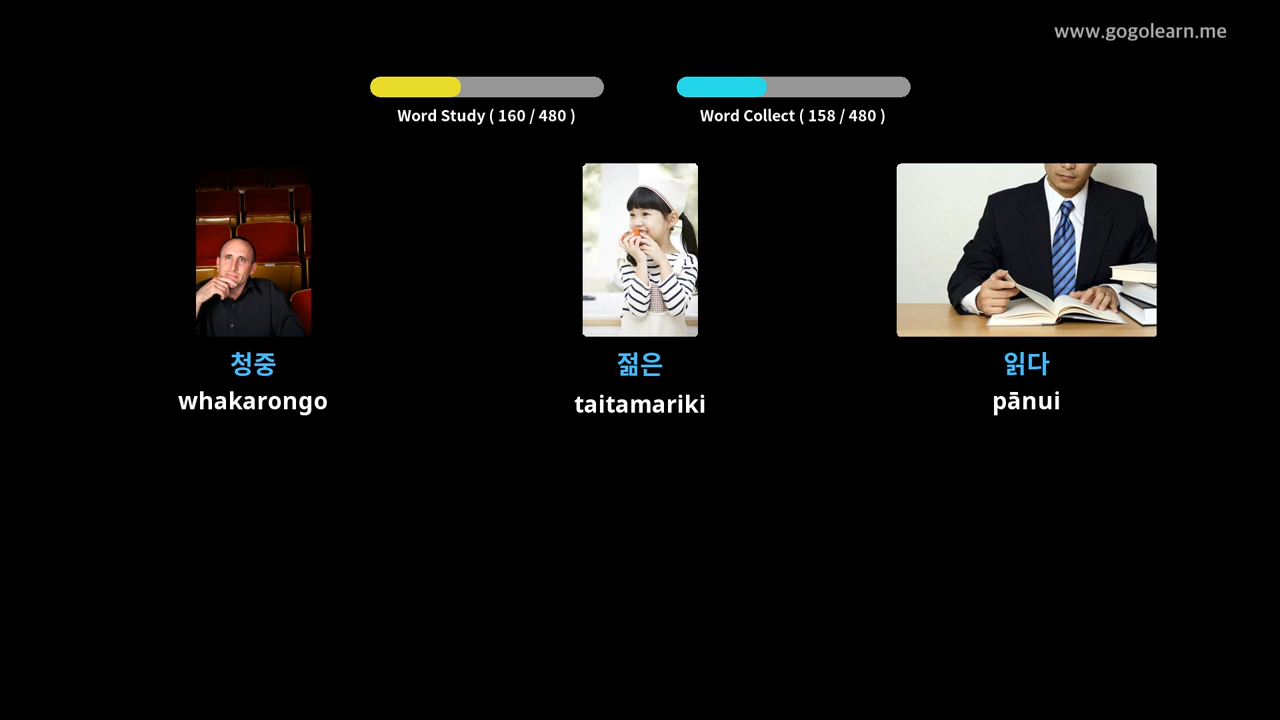 www.gogolearn.me
Word Study ( 160 / 480 )
Word Collect ( 158 / 480 )
청중
whakarongo
젊은
taitamariki
읽다
pānui